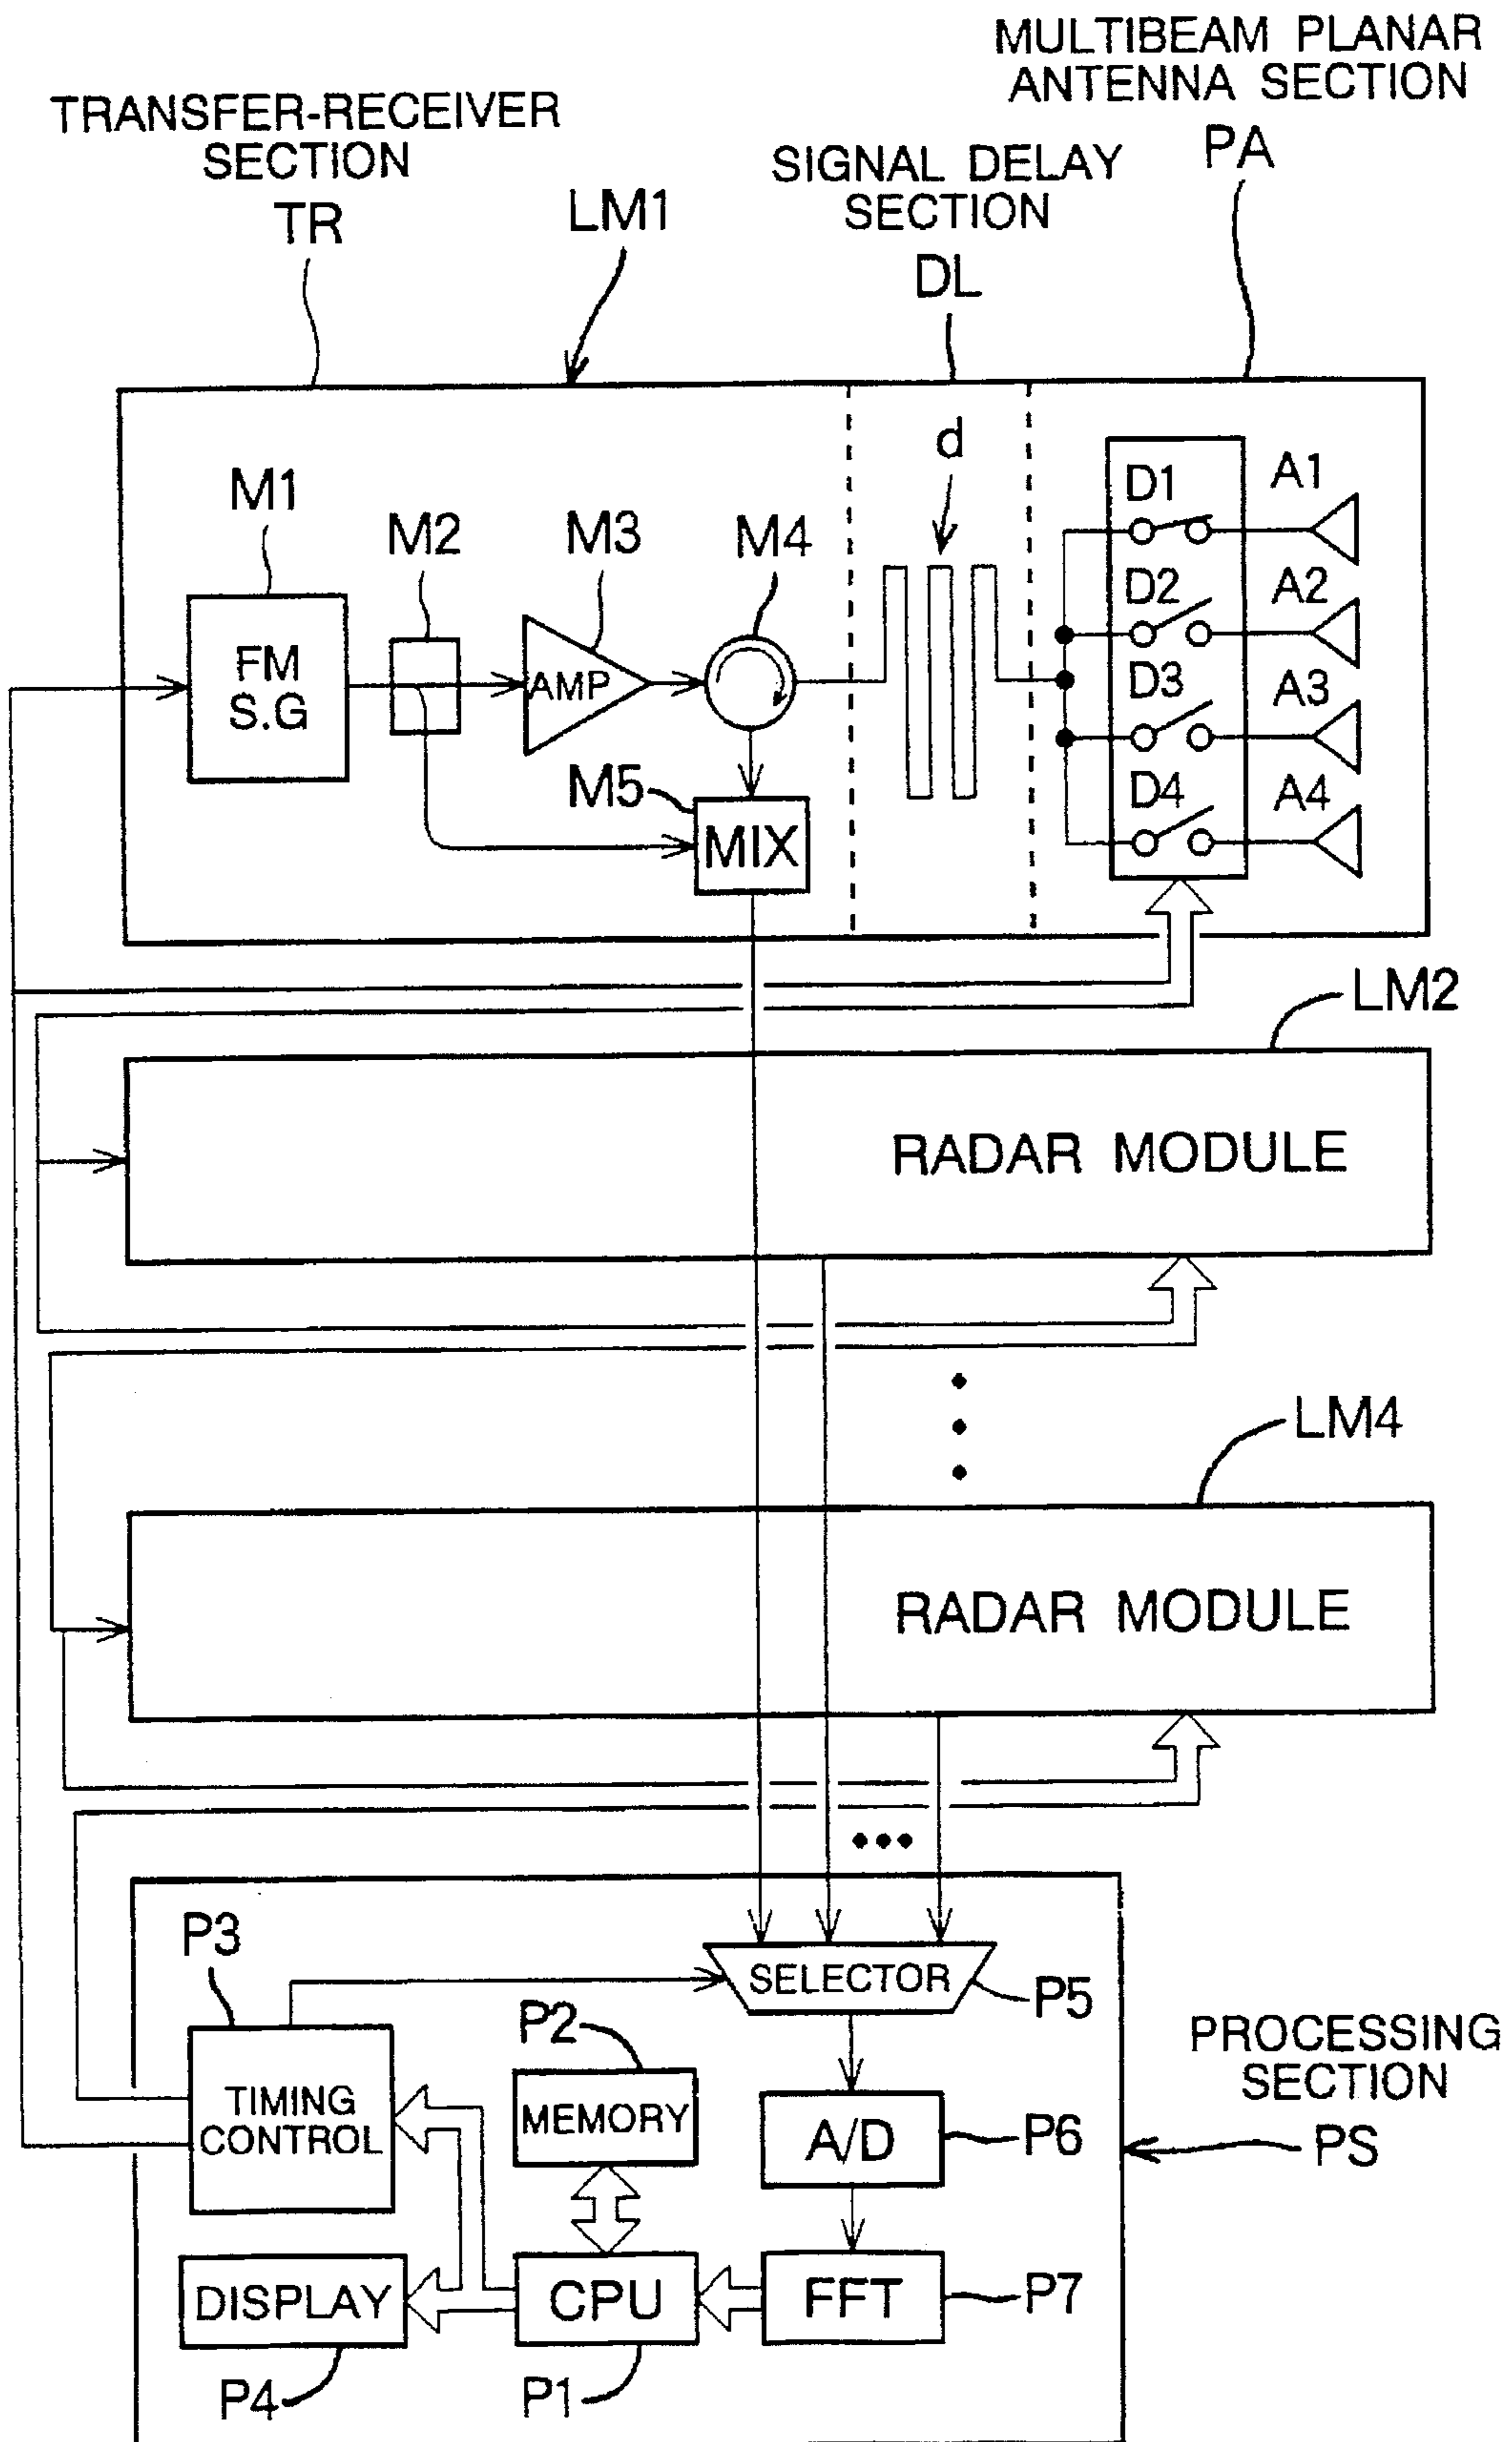 MULTIBEAM PLANAR
ANTENNA SECTION
PA
TRANSFER-RECEIVER
SECTION
TR
LM1
SIGNAL DELAY
SECTION
DL
d
M1
M2
M3
M4
D1
A1
D2
A2
D3
A3
D4
A4
FM
S.G
AMP
M5
MIX
LM2
RADAR MODULE
LM4
RADAR MODULE
P3
SELECTOR
P5
P2
TIMING
CONTROL
MEMORY
A/D
P6
PROCESSING
SECTION
PS
DISPLAY
CPU
FFT
P7
P4
P1